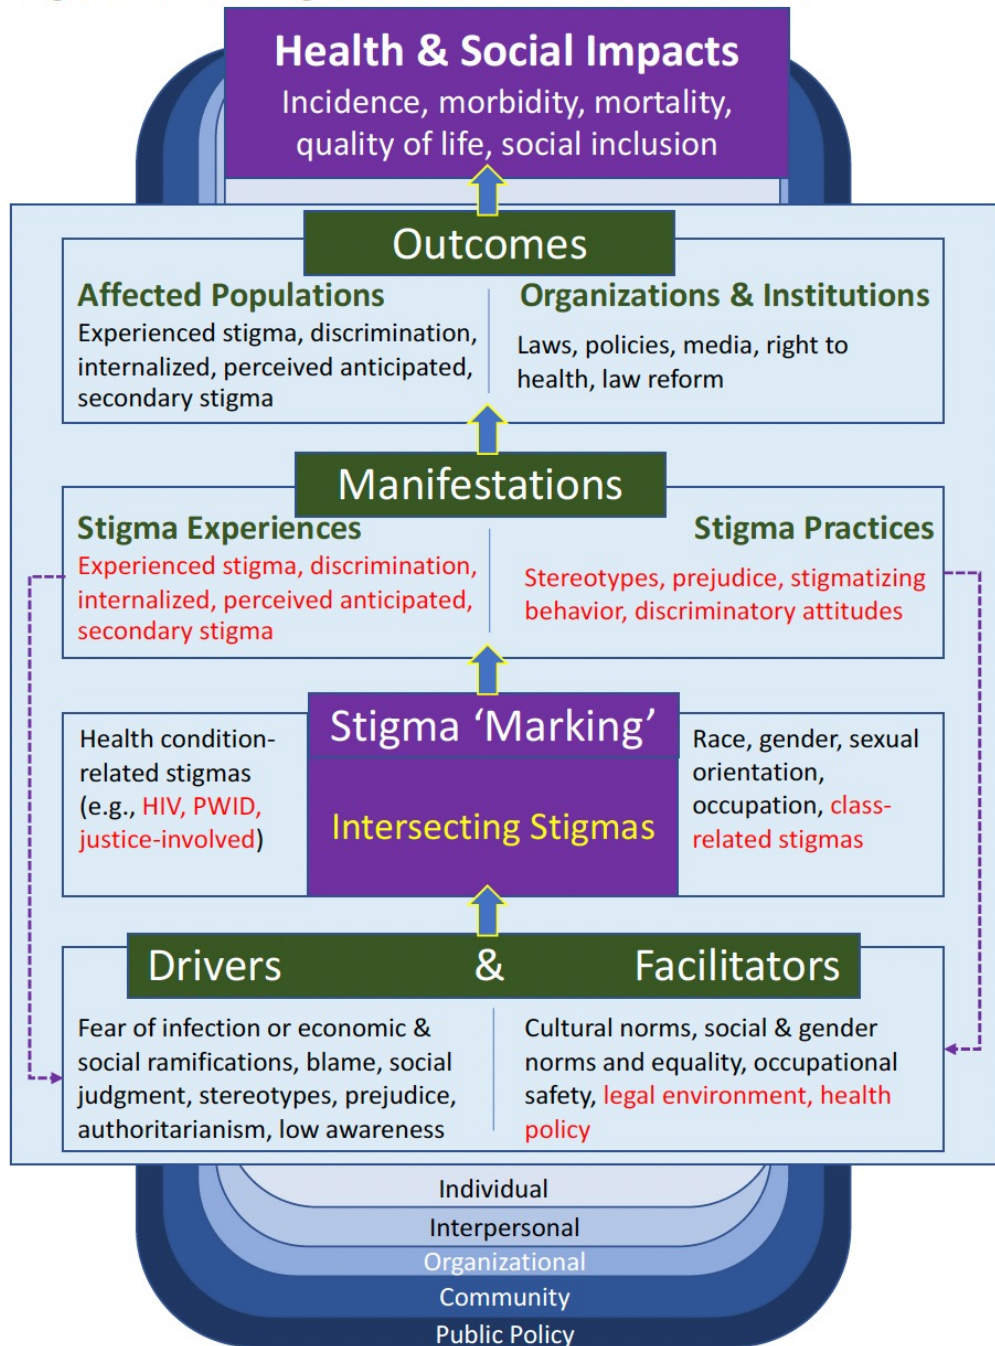 Health & Social Impacts
Incidence, morbidity, mortality,
quality of life, social inclusion
Outcomes
Affected Populations
Experienced stigma, discrimination,
internalized, perceived anticipated,
secondary stigma
Organizations & Institutions
Laws, policies, media, right to
health, law reform
Manifestations
Stigma Experiences
Experienced stigma, discrimination,
internalized, perceived anticipated,
secondary stigma
Stigma Practices
Stereotypes, prejudice, stigmatizing
behavior, discriminatory attitudes
Stigma ‘Marking’
Intersecting Stigmas
Health condition-
related stigmas
(e.g., HIV, PWID,
justice-involved)
Race, gender, sexual
orientation,
occupation, class-
related stigmas
Drivers & Facilitators
Fear of infection or economic &
social ramifications, blame, social
judgment, stereotypes, prejudice,
authoritarianism, low awareness
Cultural norms, social & gender
norms and equality, occupational
safety, legal environment, health
policy
Individual
Interpersonal
Organizational
Community
Public Policy